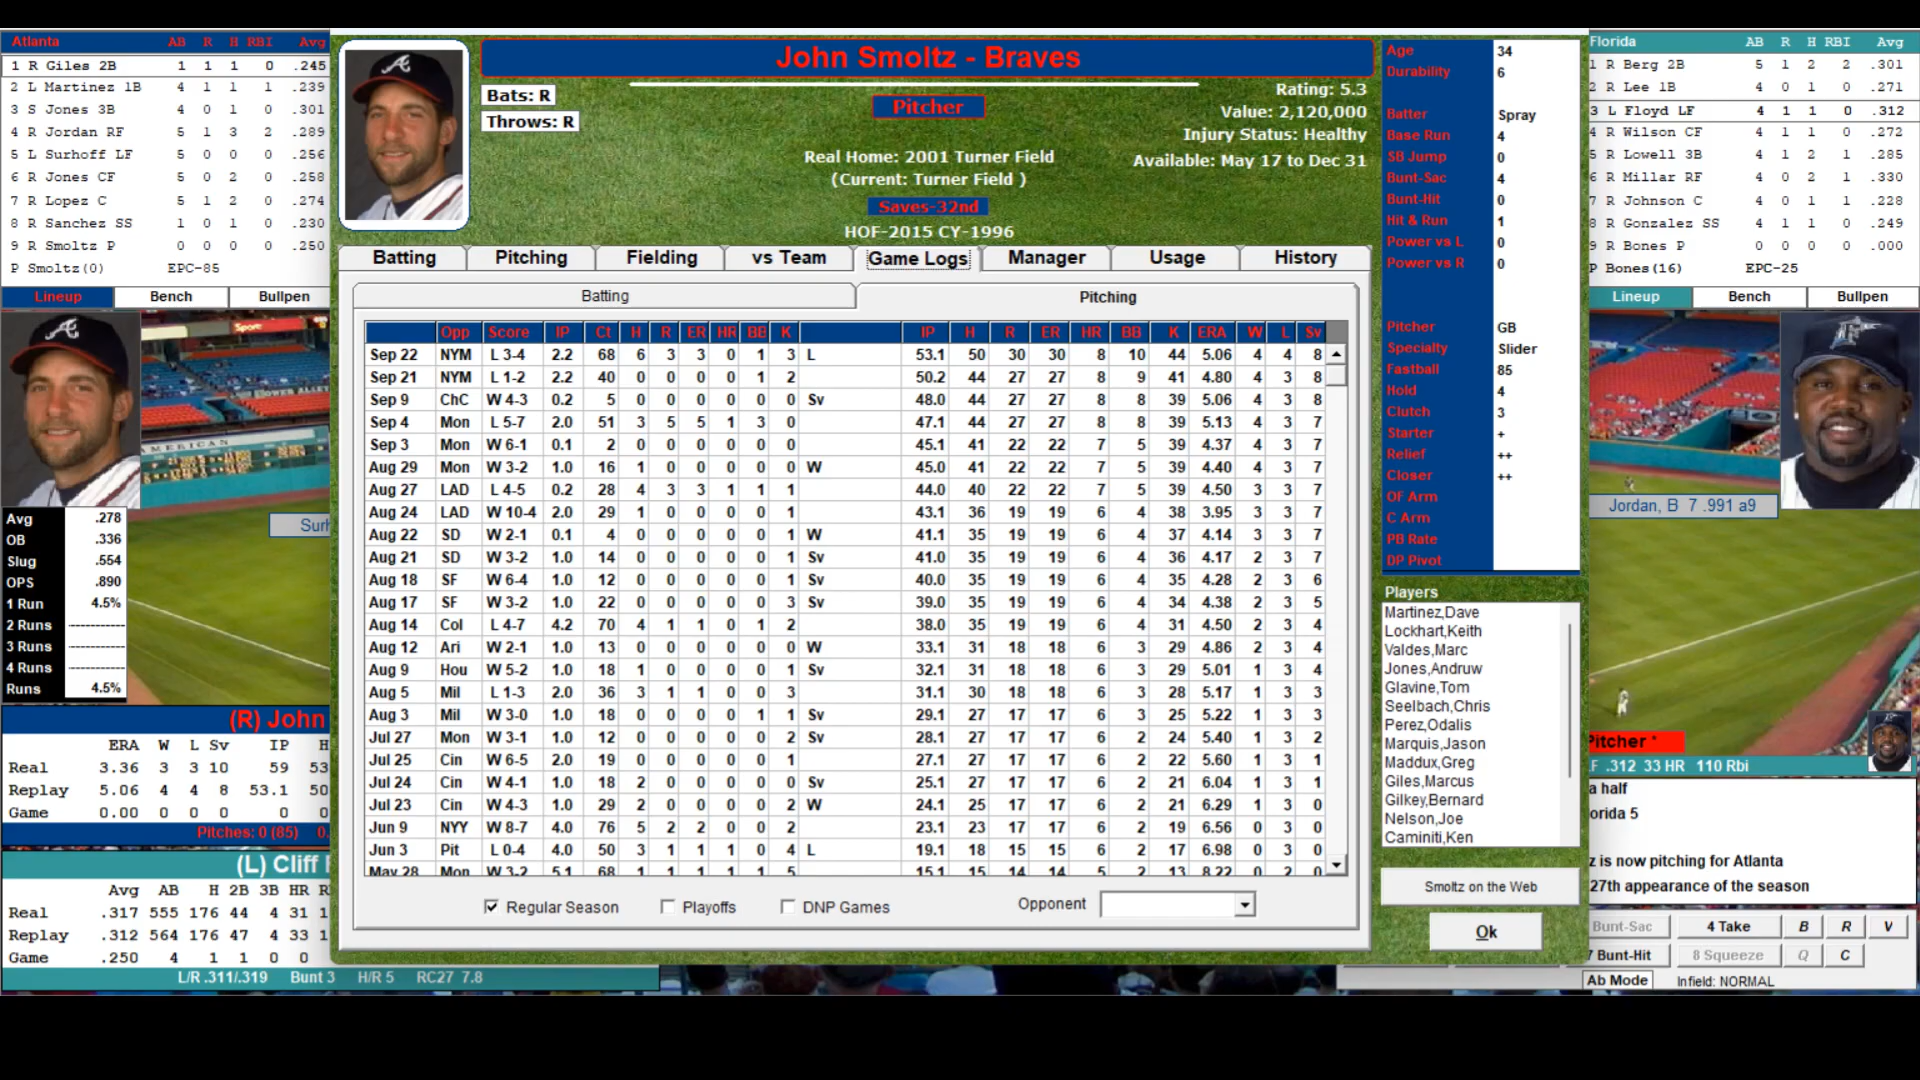 Atlanta AB R H RBI Avg
1 R Giles 2B 1 1 1 0 .245
2 L Martinez 1B 4 1 1 1 .239
3 S Jones 3B 4 0 1 0 .301
4 R Jordan RF 5 1 3 2 .289
5 L Surhoff LF 5 0 0 0 .256
6 R Jones CF 5 0 2 0 .258
7 R Lopez C 5 1 2 0 .274
8 R Sanchez SS 1 0 1 0 .230
9 R Smoltz P 0 0 0 0 .250
P Smoltz(0) EPC-85
Lineup Bench Bullpen
Surh
Avg .278
OB .336
Slug .554
OPS .890
1 Run 4.5%
2 Runs -----------
3 Runs -----------
4 Runs -----------
Runs 4.5%
(R) John
ERA W L Sv IP H
Real 3.36 3 3 10 59 53
Replay 5.06 4 4 8 53.1 50
Game 0.00 0 0 0 0 0
Pitches: 0 (85) 0.
(L) Cliff F
Avg AB H 2B 3B HR R
Real .317 555 176 44 4 31 1
Replay .312 564 176 47 4 33 1
Game .250 4 1 1 0 0
L/R .311/.319 Bunt 3 H/R 5 RC27 7.8
John Smoltz - Braves
Bats: R
Throws: R
Pitcher
Rating: 5.3
Value: 2,120,000
Injury Status: Healthy
Available: May 17 to Dec 31
Real Home: 2001 Turner Field
(Current: Turner Field )
Saves-32nd
HOF-2015 CY-1996
Batting Pitching Fielding vs Team Game Logs Manager Usage History
Batting Pitching
Opp Score IP Ct H R ER HR BB K IP H R ER HR BB K ERA W L Sv
Sep 22 NYM L 3-4 2.2 68 6 3 3 0 1 3 L 53.1 50 30 30 8 10 44 5.06 4 4 8
Sep 21 NYM L 1-2 2.2 40 0 0 0 0 1 2 50.2 44 27 27 8 9 41 4.80 4 3 8
Sep 9 ChC W 4-3 0.2 5 0 0 0 0 0 0 Sv 48.0 44 27 27 8 8 39 5.06 4 3 8
Sep 4 Mon L 5-7 2.0 51 3 5 5 1 3 0 47.1 44 27 27 8 8 39 5.13 4 3 7
Sep 3 Mon W 6-1 0.1 2 0 0 0 0 0 0 45.1 41 22 22 7 5 39 4.37 4 3 7
Aug 29 Mon W 3-2 1.0 16 1 0 0 0 0 0 W 45.0 41 22 22 7 5 39 4.40 4 3 7
Aug 27 LAD L 4-5 0.2 28 4 3 3 1 1 1 44.0 40 22 22 7 5 39 4.50 3 3 7
Aug 24 LAD W 10-4 2.0 29 1 0 0 0 0 1 43.1 36 19 19 6 4 38 3.95 3 3 7
Aug 22 SD W 2-1 0.1 4 0 0 0 0 0 1 W 41.1 35 19 19 6 4 37 4.14 3 3 7
Aug 21 SD W 3-2 1.0 14 0 0 0 0 0 1 Sv 41.0 35 19 19 6 4 36 4.17 2 3 7
Aug 18 SF W 6-4 1.0 12 0 0 0 0 0 1 Sv 40.0 35 19 19 6 4 35 4.28 2 3 6
Aug 17 SF W 3-2 1.0 22 0 0 0 0 0 3 Sv 39.0 35 19 19 6 4 34 4.38 2 3 5
Aug 14 Col L 4-7 4.2 70 4 1 1 0 1 2 38.0 35 19 19 6 4 31 4.50 2 3 4
Aug 12 Ari W 2-1 1.0 13 0 0 0 0 0 0 W 33.1 31 18 18 6 3 29 4.86 2 3 4
Aug 9 Hou W 5-2 1.0 18 1 0 0 0 0 1 Sv 32.1 31 18 18 6 3 29 5.01 1 3 4
Aug 5 Mil L 1-3 2.0 36 3 1 1 0 0 3 31.1 30 18 18 6 3 28 5.17 1 3 3
Aug 3 Mil W 3-0 1.0 18 0 0 0 0 1 1 Sv 29.1 27 17 17 6 3 25 5.22 1 3 3
Jul 27 Mon W 3-1 1.0 12 0 0 0 0 0 2 Sv 28.1 27 17 17 6 2 24 5.40 1 3 2
Jul 25 Cin W 6-5 2.0 19 0 0 0 0 0 1 27.1 27 17 17 6 2 22 5.60 1 3 1
Jul 24 Cin W 4-1 1.0 18 2 0 0 0 0 0 Sv 25.1 27 17 17 6 2 21 6.04 1 3 1
Jul 23 Cin W 4-3 1.0 29 2 0 0 0 0 2 W 24.1 25 17 17 6 2 21 6.29 1 3 0
Jun 9 NYY W 8-7 4.0 76 5 2 2 0 0 2 23.1 23 17 17 6 2 19 6.56 0 3 0
Jun 3 Pit L 0-4 4.0 50 3 1 1 1 0 4 L 19.1 18 15 15 6 2 17 6.98 0 3 0
May 28 Mon W 3-2 5.1 68 1 1 1 1 1 5 15.1 15 14 14 5 2 13 8.22 0 2 0
Regular Season Playoffs DNP Games Opponent
Age 34
Durability 6
Batter Spray
Base Run 4
SB Jump 0
Bunt-Sac 4
Bunt-Hit 0
Hit & Run 1
Power vs L 0
Power vs R 0
Pitcher GB
Specialty Slider
Fastball 85
Hold 4
Clutch 3
Starter +
Relief ++
Closer ++
OF Arm
C Arm
PB Rate
DP Pivot
Players
Martinez,Dave
Lockhart,Keith
Valdes,Marc
Jones,Andruw
Glavine,Tom
Seelbach,Chris
Perez,Odalis
Marquis,Jason
Maddux,Greg
Giles,Marcus
Gilkey,Bernard
Nelson,Joe
Caminiti,Ken
Smoltz on the Web
Ok
Florida AB R H RBI Avg
1 R Berg 2B 5 1 2 2 .301
2 R Lee 1B 4 0 1 0 .271
3 L Floyd LF 4 1 1 0 .312
4 R Wilson CF 4 1 1 0 .272
5 R Lowell 3B 4 1 2 1 .285
6 R Millar RF 4 0 2 1 .330
7 R Johnson C 4 0 1 1 .228
8 R Gonzalez SS 4 1 1 0 .249
9 R Bones P 0 0 0 0 .000
P Bones(16) EPC-25
Lineup Bench Bullpen
Jordan, B 7 .991 a9
Pitcher *
F .312 33 HR 110 Rbi
a half
orida 5
z is now pitching for Atlanta
27th appearance of the season
Bunt-Sac 4 Take B R V
7 Bunt-Hit 8 Squeeze Q C
Ab Mode Infield: NORMAL